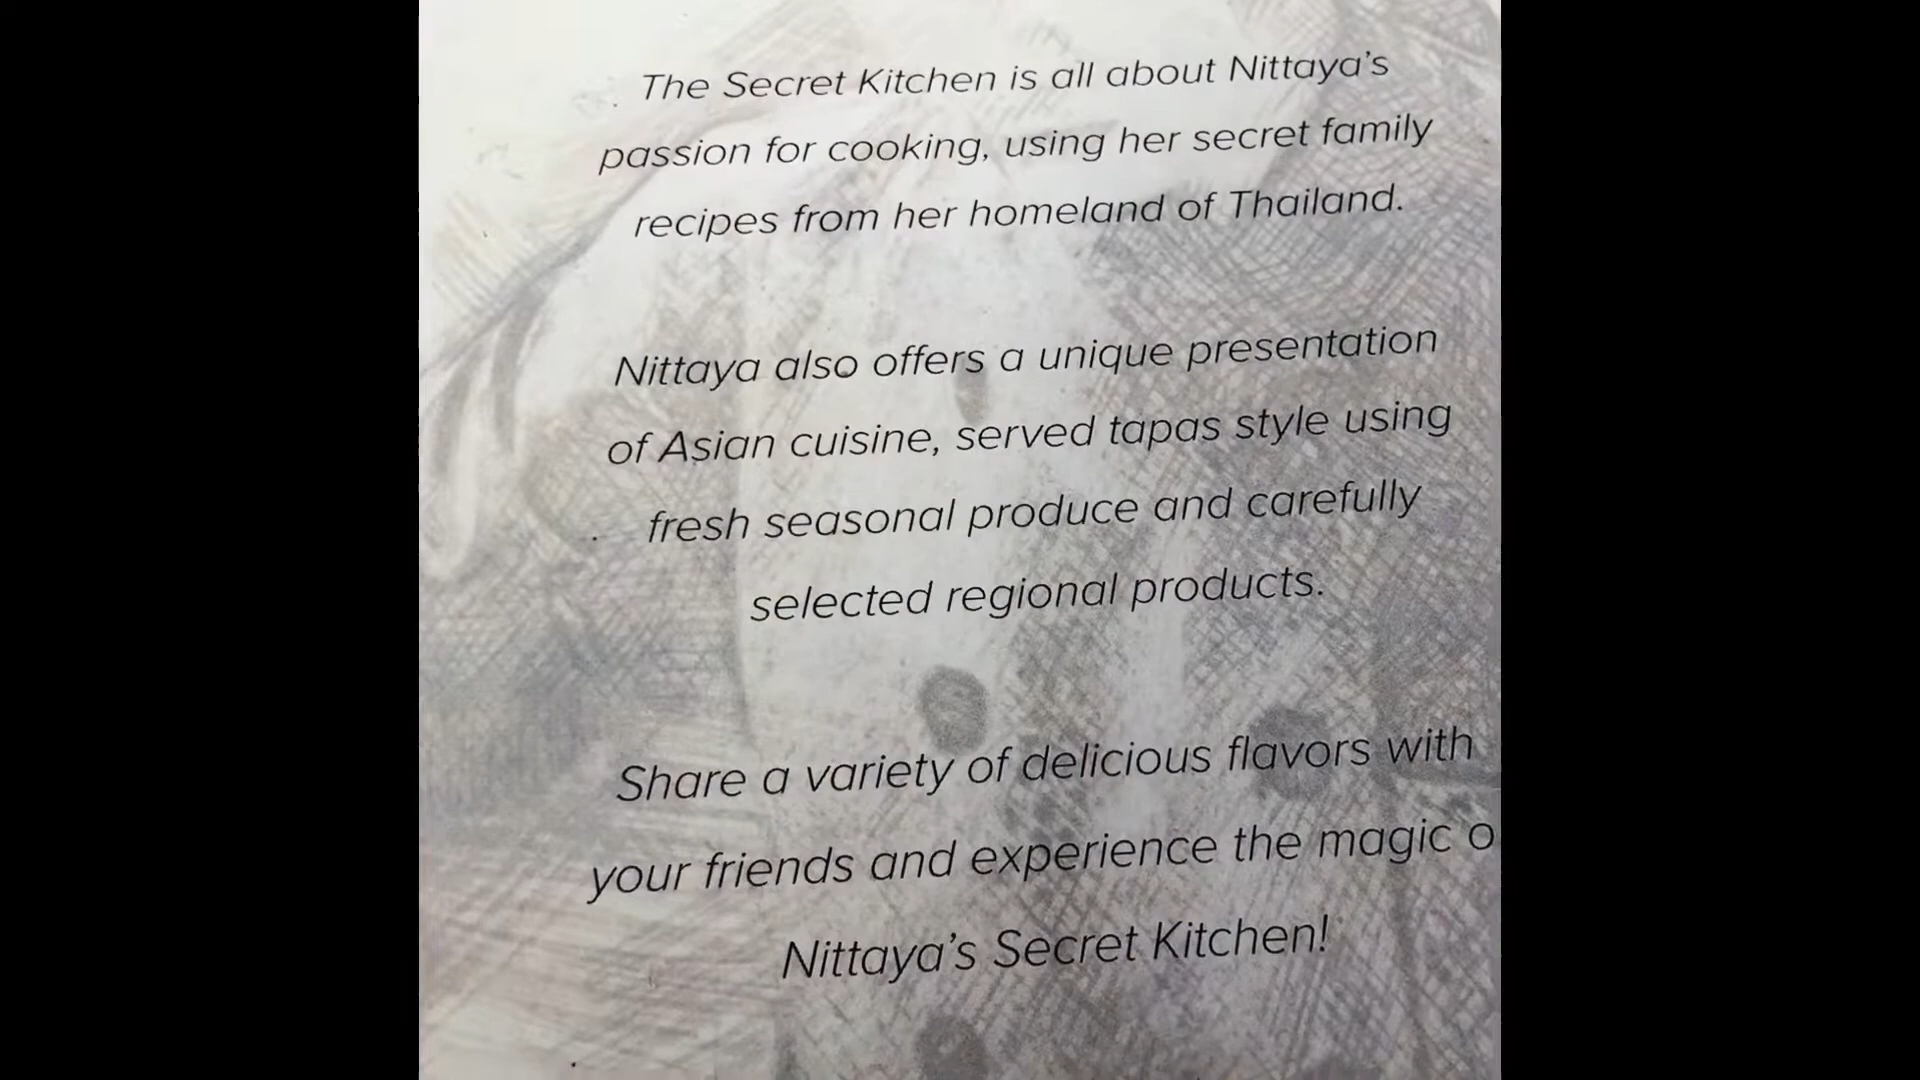 The Secret Kitchen is all about Nittaya's
passion for cooking, using her secret family
recipes from her homeland of Thailand.
Nittaya also offers a unique presentation
of Asian cuisine, served tapas style using
fresh seasonal produce and carefully
selected regional products.
Share a variety of delicious flavors with
your friends and experience the magic o
Nittaya's Secret Kitchen!